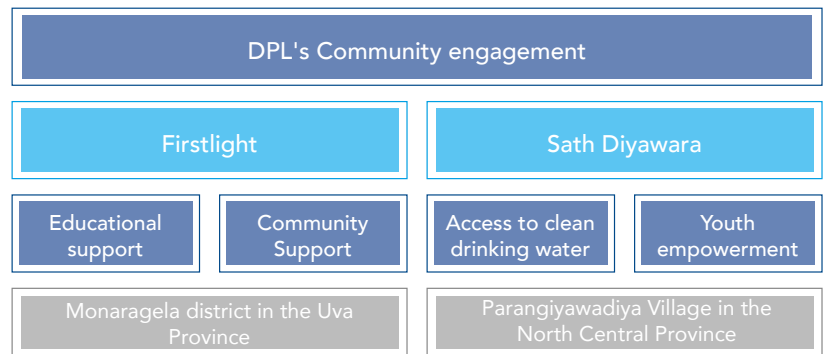 DPL's Community engagement
Firstlight
Sath Diyawara
Educational
support
Community
Support
Access to clean
drinking water
Youth
empowerment
Monaragela district in the Uva
Province
Parangiyawadiya Village in the
North Central Province